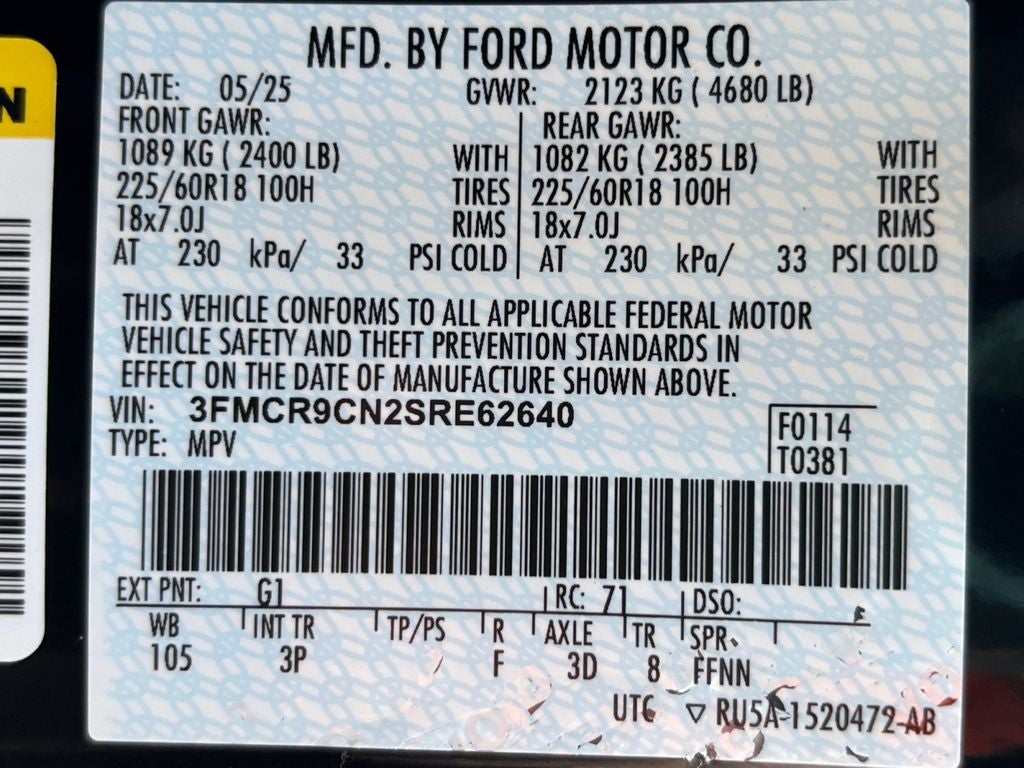 N
MFD. BY FORD MOTOR CO.
DATE: 05/25 GVWR: 2123 KG ( 4680 LB)
FRONT GAWR: REAR GAWR:
1089 KG ( 2400 LB) WITH 1082 KG ( 2385 LB) WITH
225/60R18 100H TIRES 225/60R18 100H TIRES
18x7.0J RIMS 18x7.0J RIMS
AT 230 kPa/ 33 PSI COLD AT 230 kPa/ 33 PSI COLD
THIS VEHICLE CONFORMS TO ALL APPLICABLE FEDERAL MOTOR
VEHICLE SAFETY AND THEFT PREVENTION STANDARDS IN
EFFECT ON THE DATE OF MANUFACTURE SHOWN ABOVE.
VIN: 3FMCR9CN2SRE62640
F0114
TYPE: MPV
T0381
EXT PNT: G1 RC: 71 DSO:
WB INT TR TP/PS R AXLE TR SPR
105 3P F 3D 8 FFNN
UTC ▽ RU5A-1520472-AB